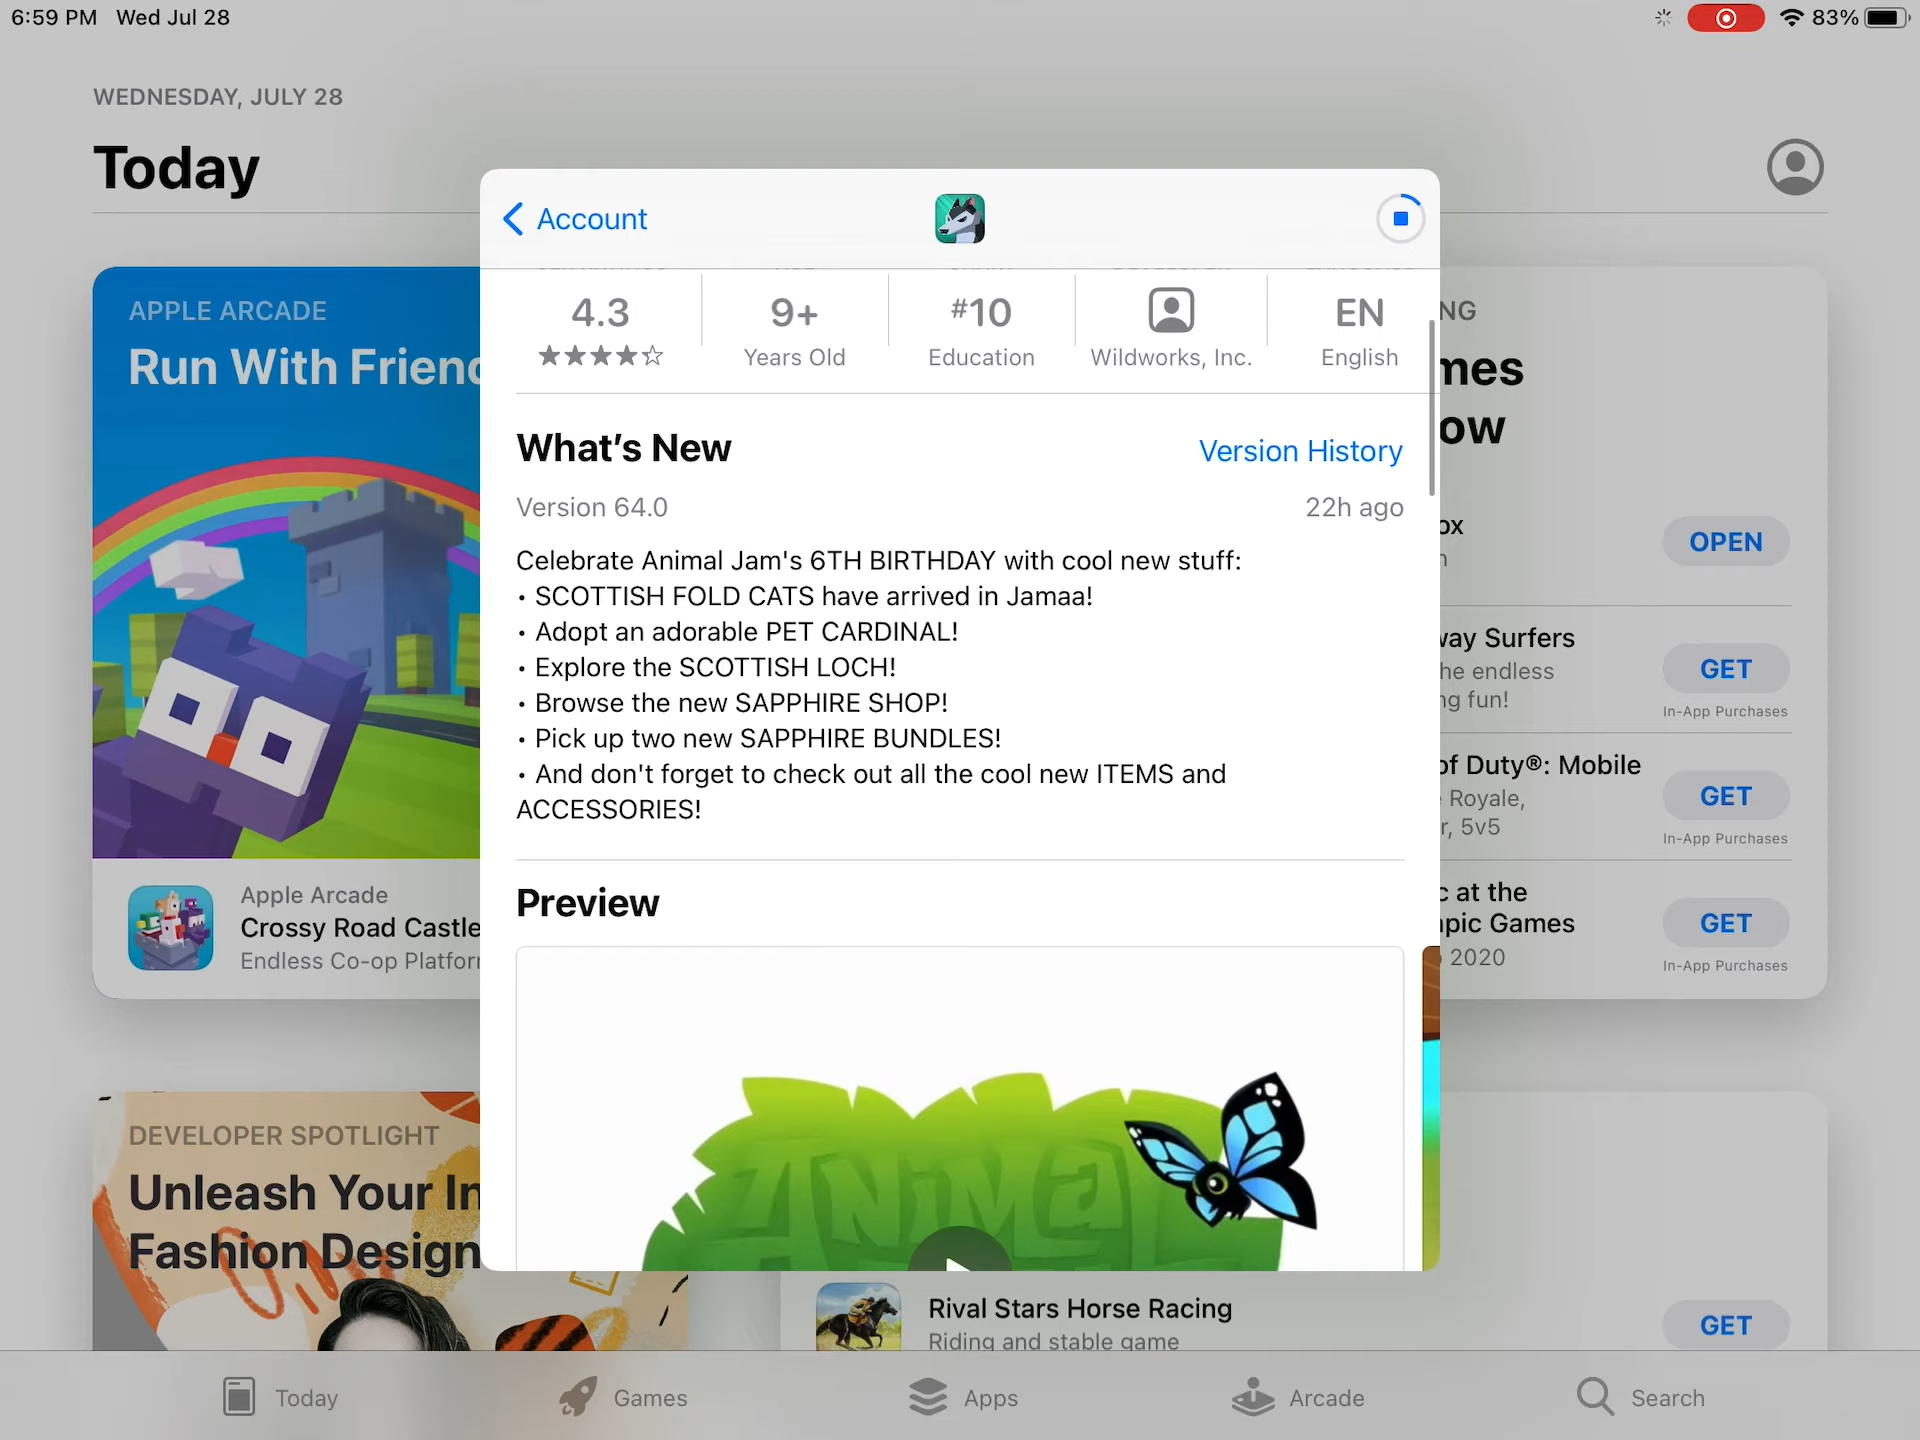 6:59 PM Wed Jul 28
83%
WEDNESDAY, JULY 28
Today
Account
APPLE ARCADE
Run With Friend
4.3
9+
Years Old
#10
Education
Wildworks, Inc.
EN
English
What's New
Version History
Version 64.0
22h ago
Celebrate Animal Jam's 6TH BIRTHDAY with cool new stuff:
• SCOTTISH FOLD CATS have arrived in Jamaa!
• Adopt an adorable PET CARDINAL!
• Explore the SCOTTISH LOCH!
• Browse the new SAPPHIRE SHOP!
• Pick up two new SAPPHIRE BUNDLES!
• And don't forget to check out all the cool new ITEMS and
ACCESSORIES!
Preview
ANIMAL
NG
mes
ow
ox
OPEN
way Surfers
he endless
ng fun!
GET
In-App Purchases
of Duty®: Mobile
Royale,
r, 5v5
GET
In-App Purchases
c at the
mpic Games
2020
GET
In-App Purchases
Apple Arcade
Crossy Road Castle
Endless Co-op Platfor
DEVELOPER SPOTLIGHT
Unleash Your In
Fashion Design
Rival Stars Horse Racing
Riding and stable game
GET
Today
Games
Apps
Arcade
Search